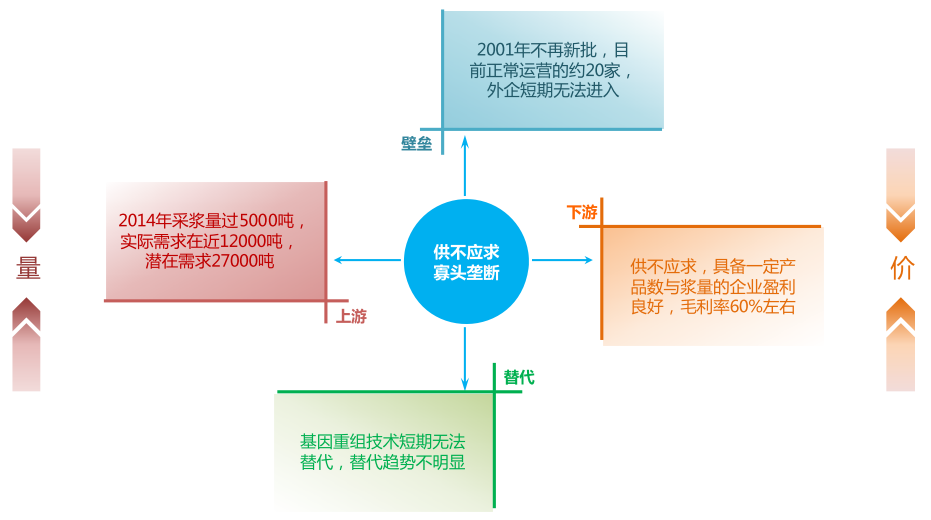 2001年不再新批，目
前正常运营的约20家，
外企短期无法进入
壁垒
2014年采浆量过5000吨，
实际需求在近12000吨，
潜在需求27000吨
上游
量
供不应求
寡头垄断
下游
供不应求，具备一定产
品数与浆量的企业盈利
良好，毛利率60%左右
价
替代
基因重组技术短期无法
替代，替代趋势不明显